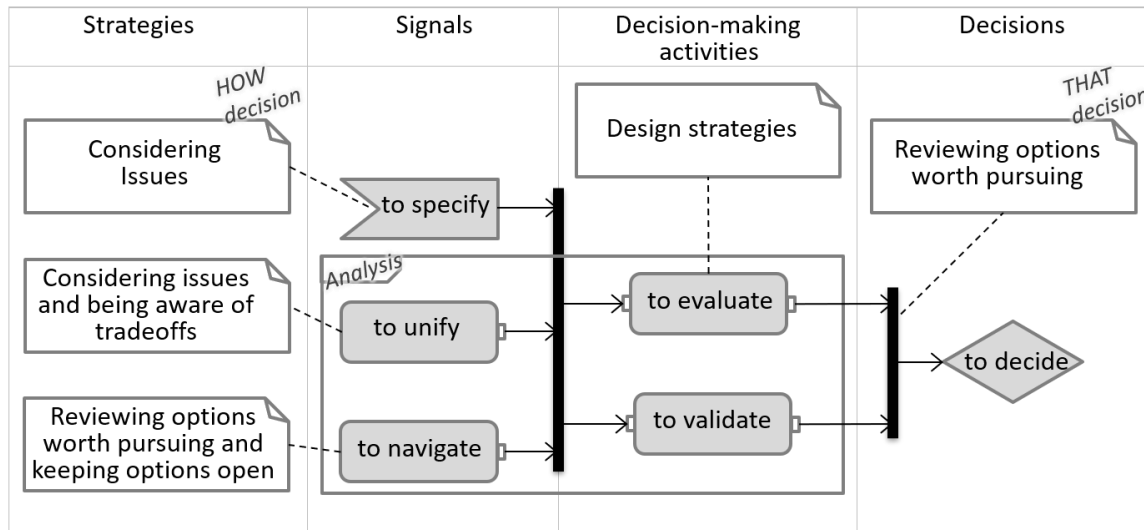 Strategies
Signals
Decision-making
activities
Decisions
HOW
decision
Considering
Issues
to specify
Design strategies
THAT
decision
Reviewing options
worth pursuing
Considering issues
and being aware of
tradeoffs
Analysis
to unify
to evaluate
to decide
Reviewing options
worth pursuing and
keeping options open
to navigate
to validate